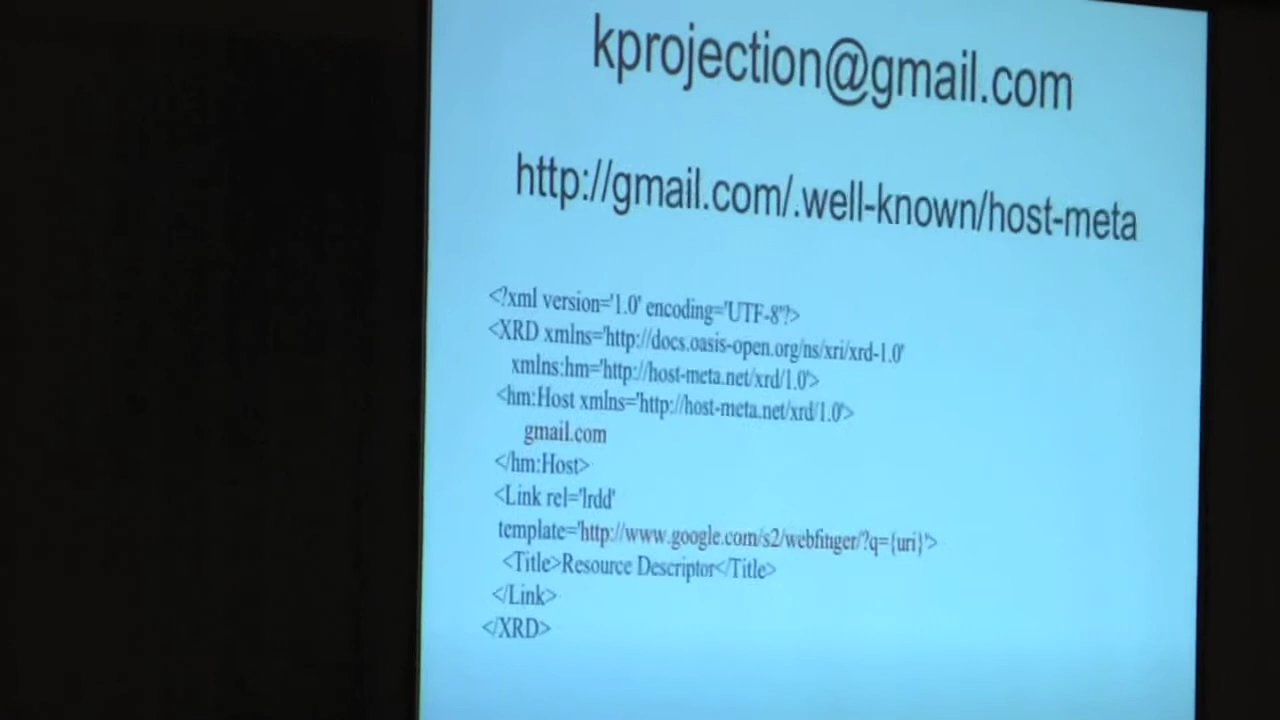 kprojection@gmail.com
http://gmail.com/.well-known/host-meta
<?xml version='1.0' encoding='UTF-8'?>
<XRD xmlns='http://docs.oasis-open.org/ns/xri/xrd-1.0'
xmlns:hm='http://host-meta.net/xrd/1.0'>
<hm:Host xmlns='http://host-meta.net/xrd/1.0'>
gmail.com
</hm:Host>
<Link rel='lrdd'
template='http://www.google.com/s2/webfinger/?q={uri}'>
<Title>Resource Descriptor</Title>
</Link>
</XRD>